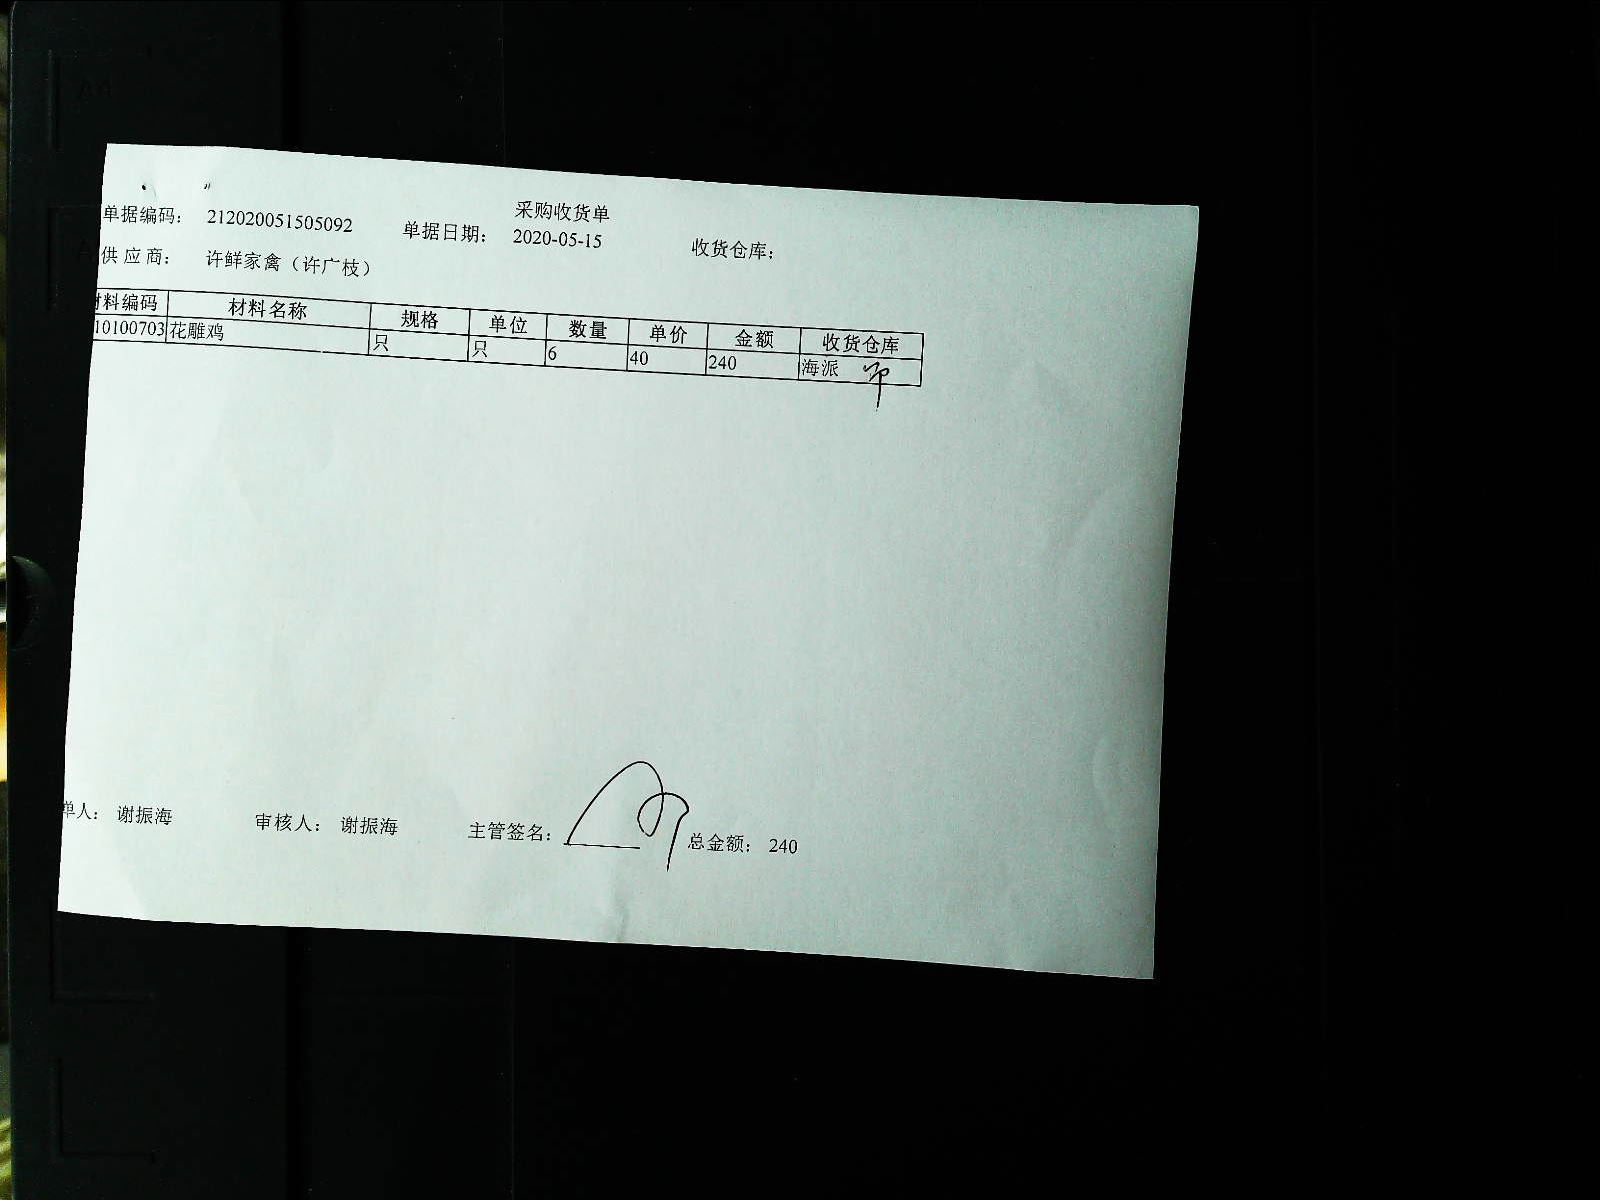 采购收货单
单据编码： 212020051505092 单据日期： 2020-05-15 收货仓库：
供应商： 许鲜家禽（许广枝）
材料编码 材料名称 规格 单位 数量 单价 金额 收货仓库
10100703 花雕鸡 只 只 6 40 240 海派
单人： 谢振海 审核人： 谢振海 主管签名： 总金额： 240